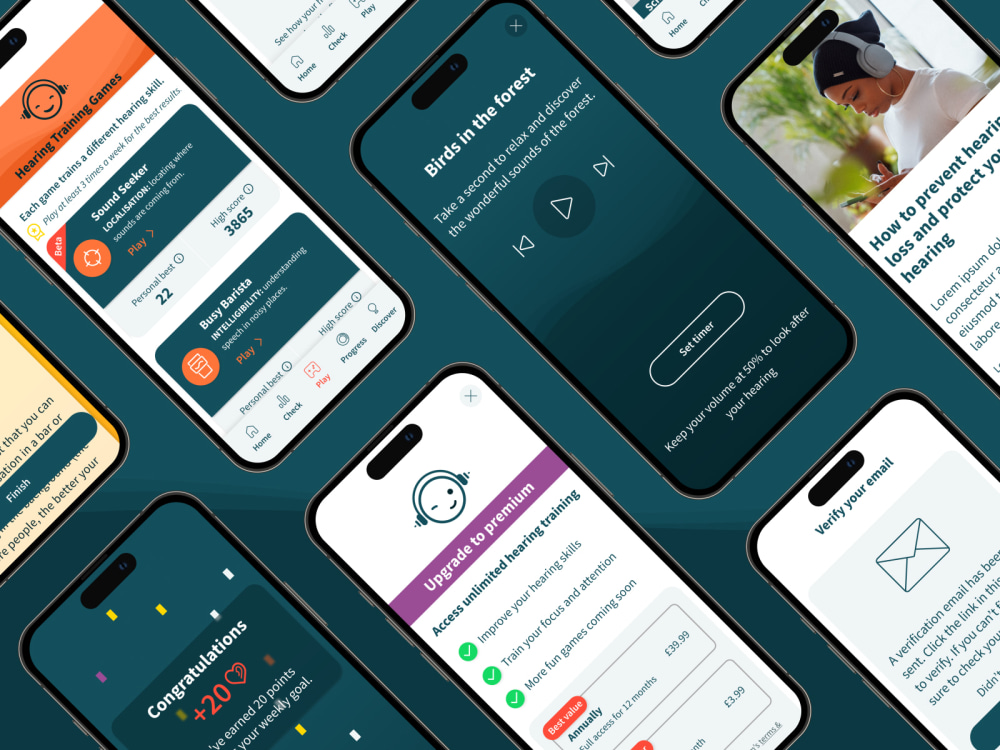 See how your h
Home
Check
Play
Home
Hearing Training Games
Each game trains a different hearing skill.
Play at least 3 times a week for the best results.
Beta
Sound Seeker
LOCALISATION: locating where
sounds are coming from.
Play
Personal best
22
High score
3865
Busy Barista
INTELLIGIBILITY: understanding
speech in noisy places.
Play
Personal best
High score
Home
Check
Play
Progress
Discover
Birds in the forest
Take a second to relax and discover
the wonderful sounds of the forest.
Set timer
Keep your volume at 50% to look after
your hearing
How to prevent hearin
loss and protect yo
hearing
Lorem ipsum do
consectetur a
eiusmod t
labore
that you can
sation in a bar or
re people, the better your
Finish
Congratulations
+20
've earned 20 points
your weekly goal.
Upgrade to premium
Access unlimited hearing training
Improve your hearing skills
Train your focus and attention
More fun games coming soon
Best value
Annually
Full access for 12 months
£39.99
£3.99
terms &
Verify your email
A verification email has been
sent. Click the link in this
to verify. If you can't
sure to check you
Didn't